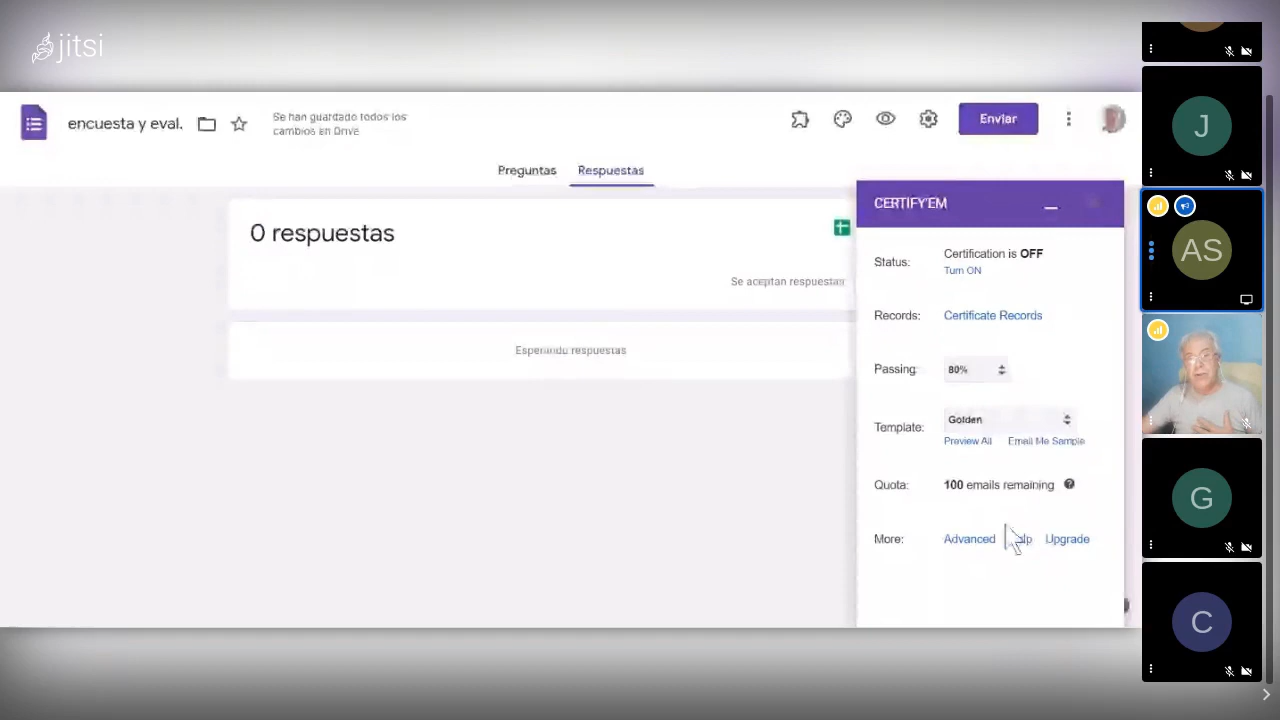 jitsi
encuesta y eval.
Se han guardado todos los
cambios en Drive
Enviar
Preguntas Respuestas
0 respuestas
Se aceptan respuestas
Esperando respuestas
CERTIFY'EM
Status:
Certification is OFF
Turn ON
Records: Certificate Records
Passing: 80%
Template: Golden
Preview All Email Me Sample
Quota: 100 emails remaining
More: Advanced Upgrade
J
AS
G
C